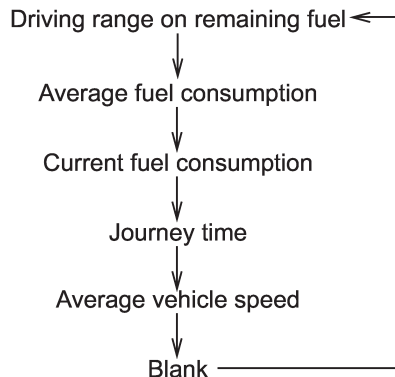 Driving range on remaining fuel
Average fuel consumption
Current fuel consumption
Journey time
Average vehicle speed
Blank